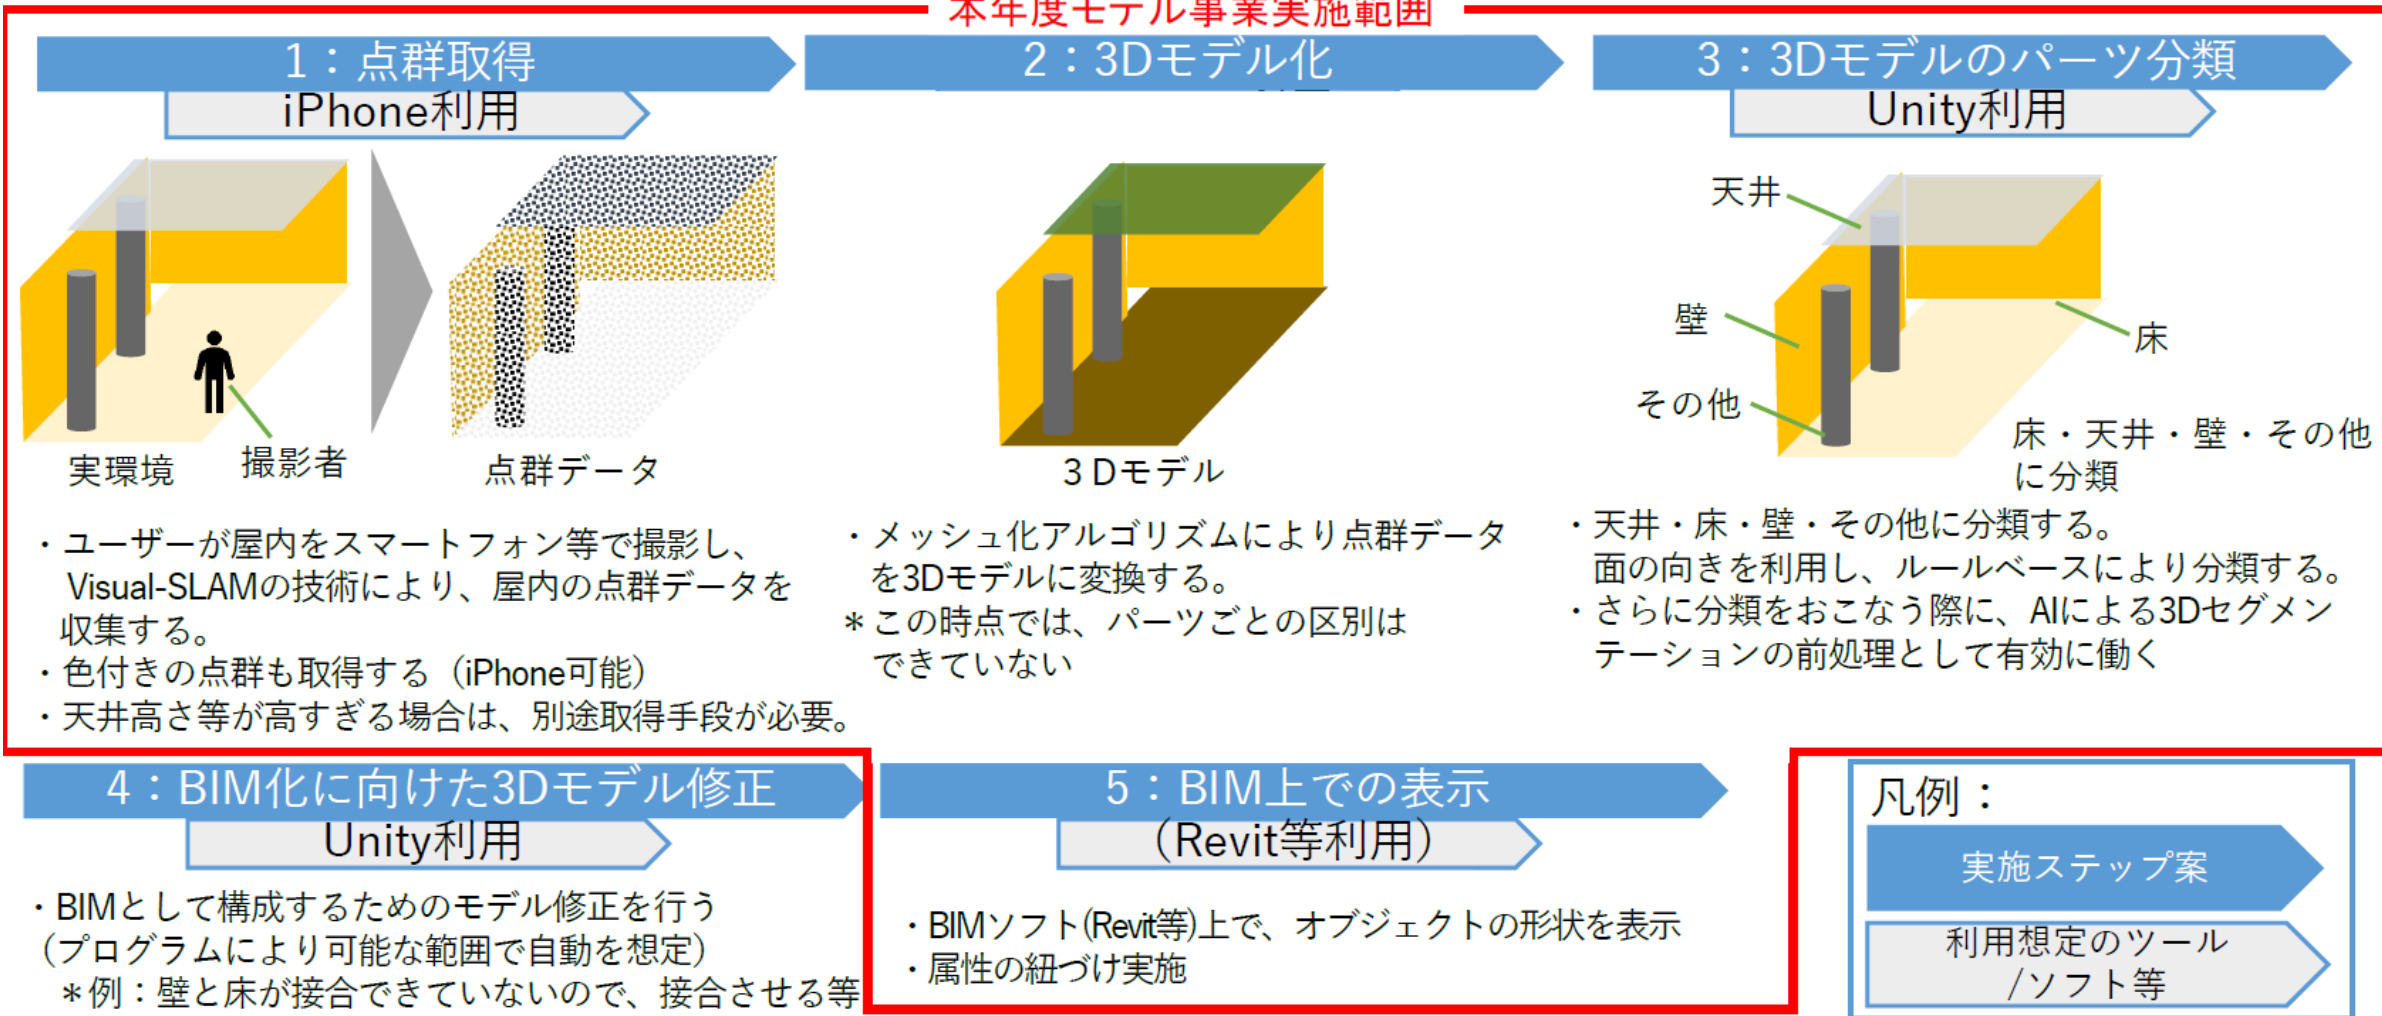 本年度モデル事業実施範囲
1：点群取得
iPhone利用
実環境
撮影者
点群データ
・ユーザーが屋内をスマートフォン等で撮影し、
Visual-SLAMの技術により、屋内の点群データを
収集する。
・色付きの点群も取得する（iPhone可能）
・天井高さ等が高すぎる場合は、別途取得手段が必要。
2：3Dモデル化
３Dモデル
・メッシュ化アルゴリズムにより点群データ
を3Dモデルに変換する。
＊この時点では、パーツごとの区別は
できていない
3：3Dモデルのパーツ分類
Unity利用
天井
壁
床
その他
床・天井・壁・その他
に分類
・天井・床・壁・その他に分類する。
面の向きを利用し、ルールベースにより分類する。
・さらに分類をおこなう際に、AIによる3Dセグメン
テーションの前処理として有効に働く
4：BIM化に向けた3Dモデル修正
Unity利用
・BIMとして構成するためのモデル修正を行う
（プログラムにより可能な範囲で自動を想定）
＊例：壁と床が接合できていないので、接合させる等
5：BIM上での表示
（Revit等利用）
・BIMソフト(Revit等)上で、オブジェクトの形状を表示
・属性の紐づけ実施
凡例：
実施ステップ案
利用想定のツール
/ソフト等